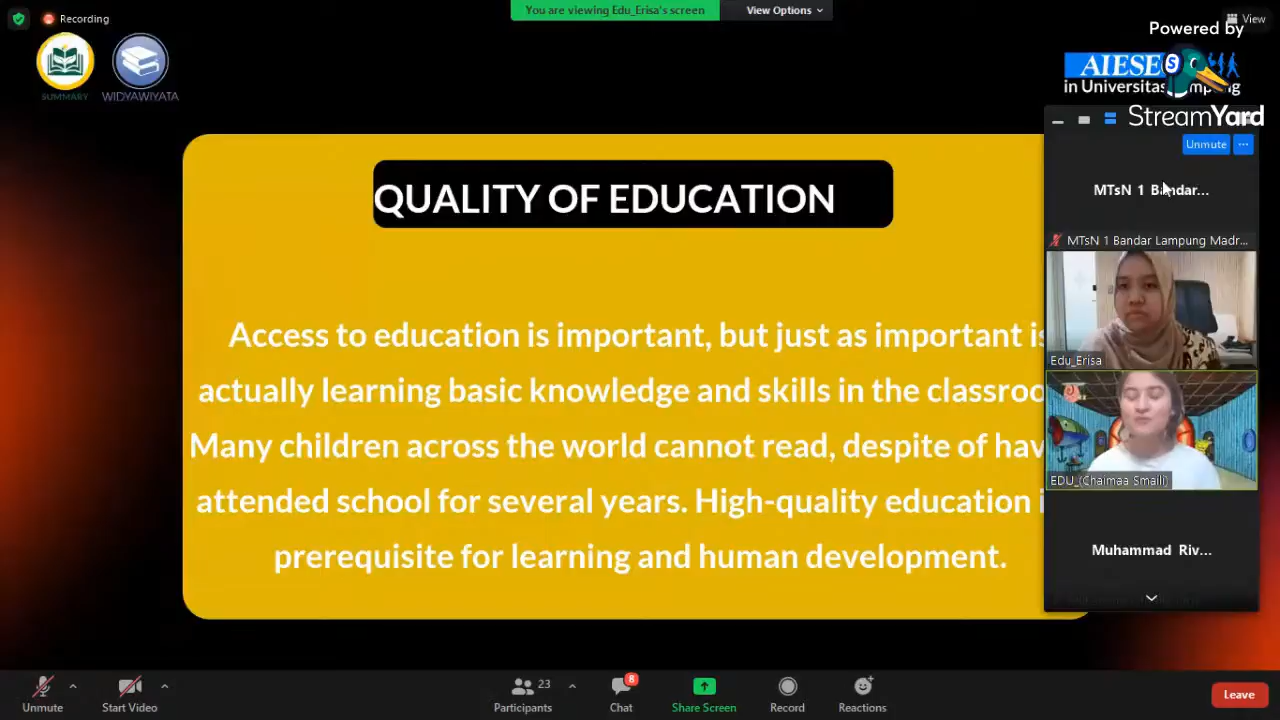 Recording
You are viewing Edu_Erisa's screen
View Options
View
Powered by
StreamYard
SUMMARY
WIDYAWIYATA
AIESE
in Universitas
Unmute
...
MTsN 1 Bandar...
MTsN 1 Bandar Lampung Madr...
Edu_Erisa
EDU_(Chaimaa Smaili)
Muhammad Riv...
QUALITY OF EDUCATION
Access to education is important, but just as important is
actually learning basic knowledge and skills in the
Many children across the world cannot read, despite of
attended school for several years. High-quality education
prerequisite for learning and human development.
Unmute
Start Video
23
Participants
8
Chat
Share Screen
Record
Reactions
Leave